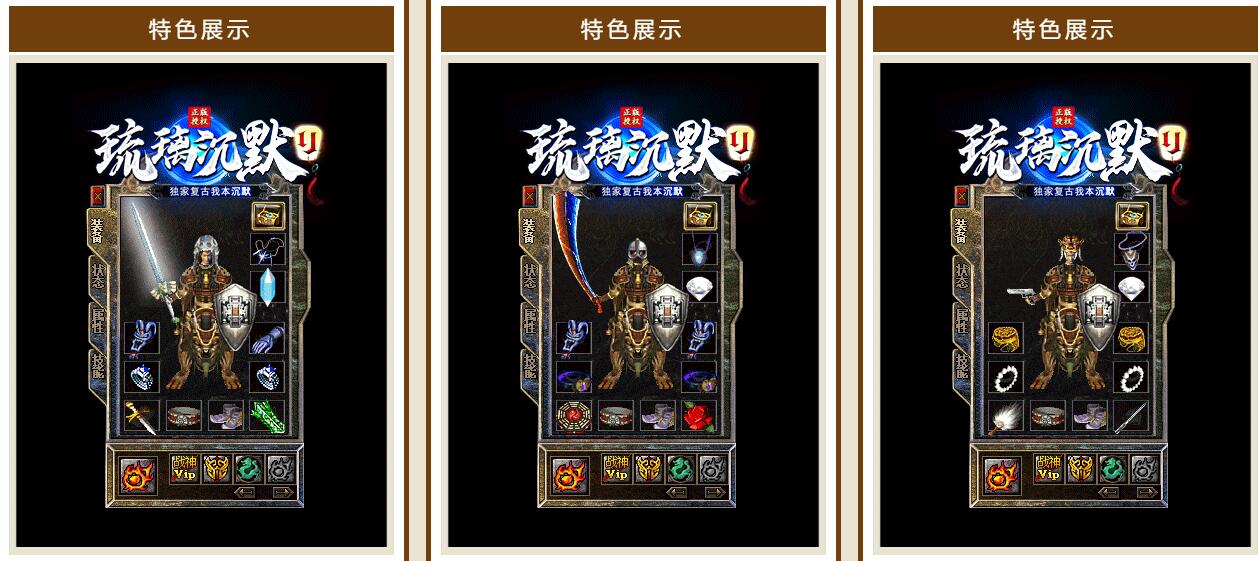 特色展示
正版
授权
琉璃沉默
独家复古我本沉默
装备
状态
属性
技能
战神
Vip
特色展示
正版
授权
琉璃沉默
独家复古我本沉默
装备
状态
属性
技能
战神
Vip
特色展示
正版
授权
琉璃沉默
独家复古我本沉默
装备
状态
属性
技能
战神
Vip